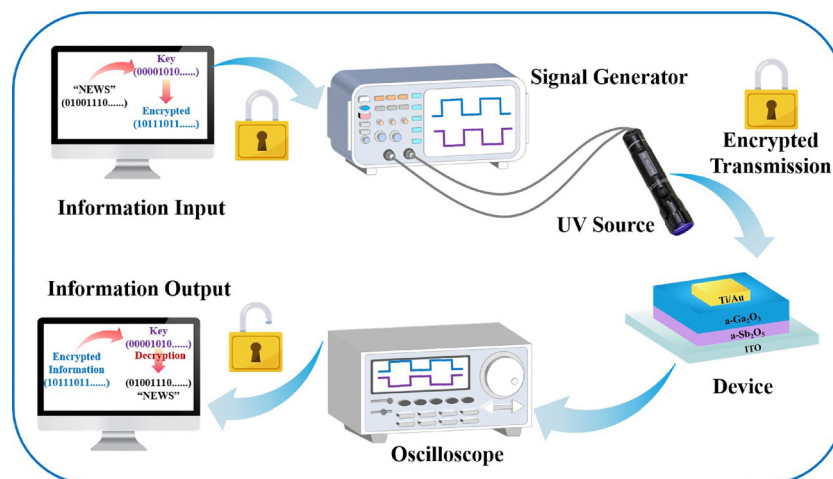 Key
(00001010......)
“NEWS”
(01001110......)
Encrypted
(10111011......)
Information Input
Signal Generator
UV Source
Encrypted
Transmission
Ti/Au
a-Ga₂O₃
a-Sb₂O₅
ITO
Device
Oscilloscope
Information Output
Key
(00001010......)
Decryption
Encrypted
Information
(10111011......)
(01001110......)
“NEWS”